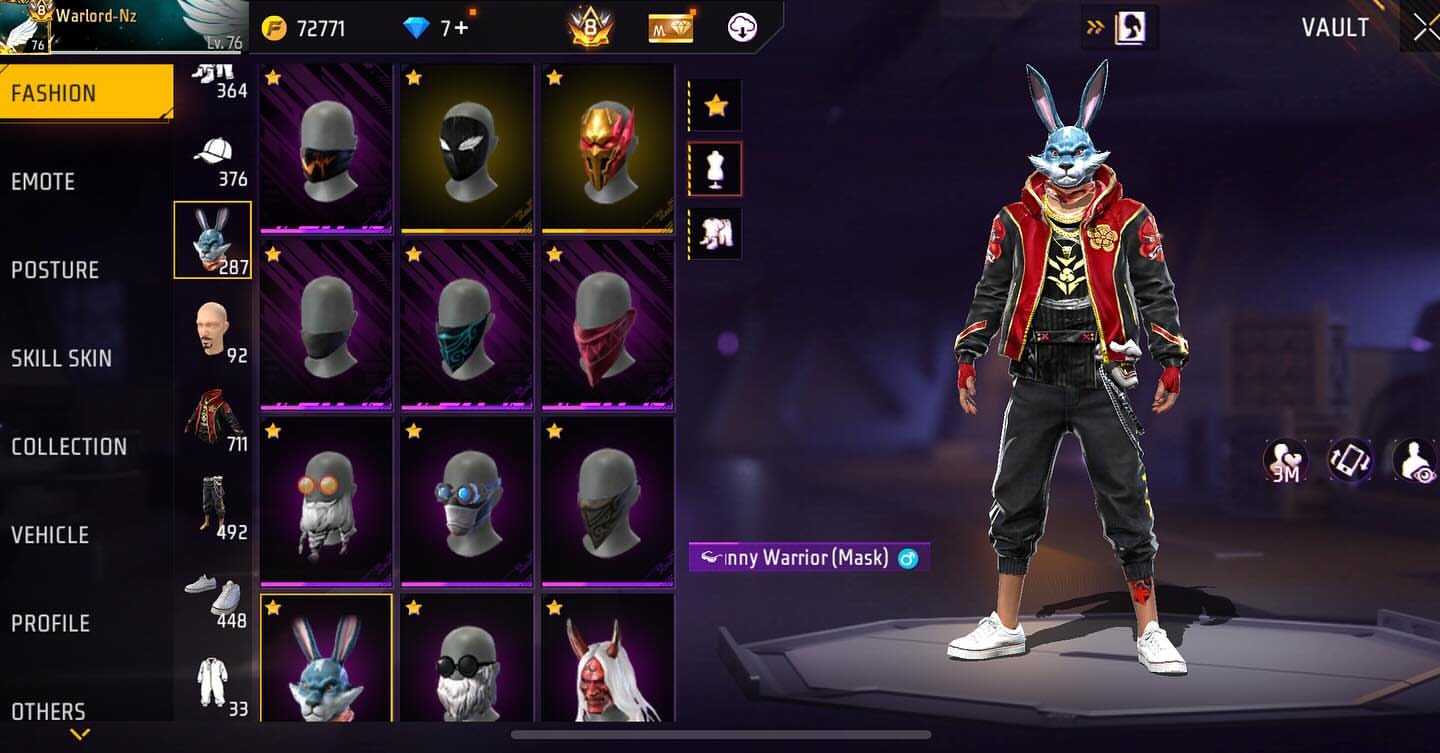 8
Warlord-Nz
76
Lv. 76
72771
7+
8
M
VAULT
FASHION
EMOTE
POSTURE
SKILL SKIN
COLLECTION
VEHICLE
PROFILE
OTHERS
364
376
287
92
711
492
448
33
3M
nny Warrior (Mask)